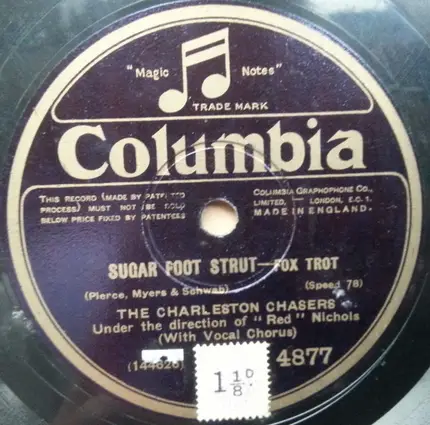 "Magic Notes"
TRADE MARK
Columbia
THIS RECORD (MADE BY PATENTED
PROCESS) MUST NOT BE SOLD
BELOW PRICE FIXED BY PATENTEES
COLUMBIA GRAPHOPHONE CO.,
LIMITED, — LONDON, E.C. 1.
MADE IN ENGLAND.
SUGAR FOOT STRUT—FOX TROT
(Pierce, Myers & Schwab) (Speed 78)
THE CHARLESTON CHASERS
Under the direction of "Red" Nichols
(With Vocal Chorus)
(144626) 4877
1 1/8 D